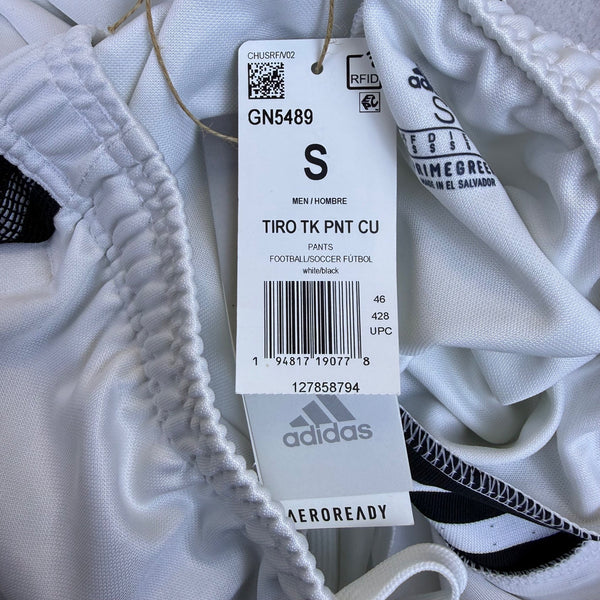 CHUSRF/V02
RFID
GN5489
S
MEN / HOMBRE
TIRO TK PNT CU
PANTS
FOOTBALL/SOCCER FÚTBOL
white/black
46
428
UPC
1 94817 19077 8
127858794
adidas
AEROREADY
adidas
S
MADE IN EL SALVADOR